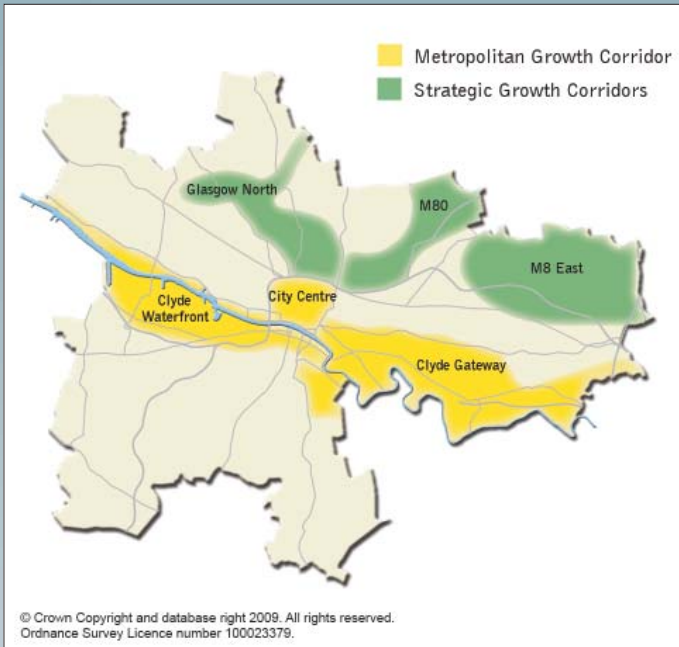 Metropolitan Growth Corridor
Strategic Growth Corridors
Glasgow North
M80
M8 East
City Centre
Clyde
Waterfront
Clyde Gateway
© Crown Copyright and database right 2009. All rights reserved.
Ordnance Survey Licence number 100023379.